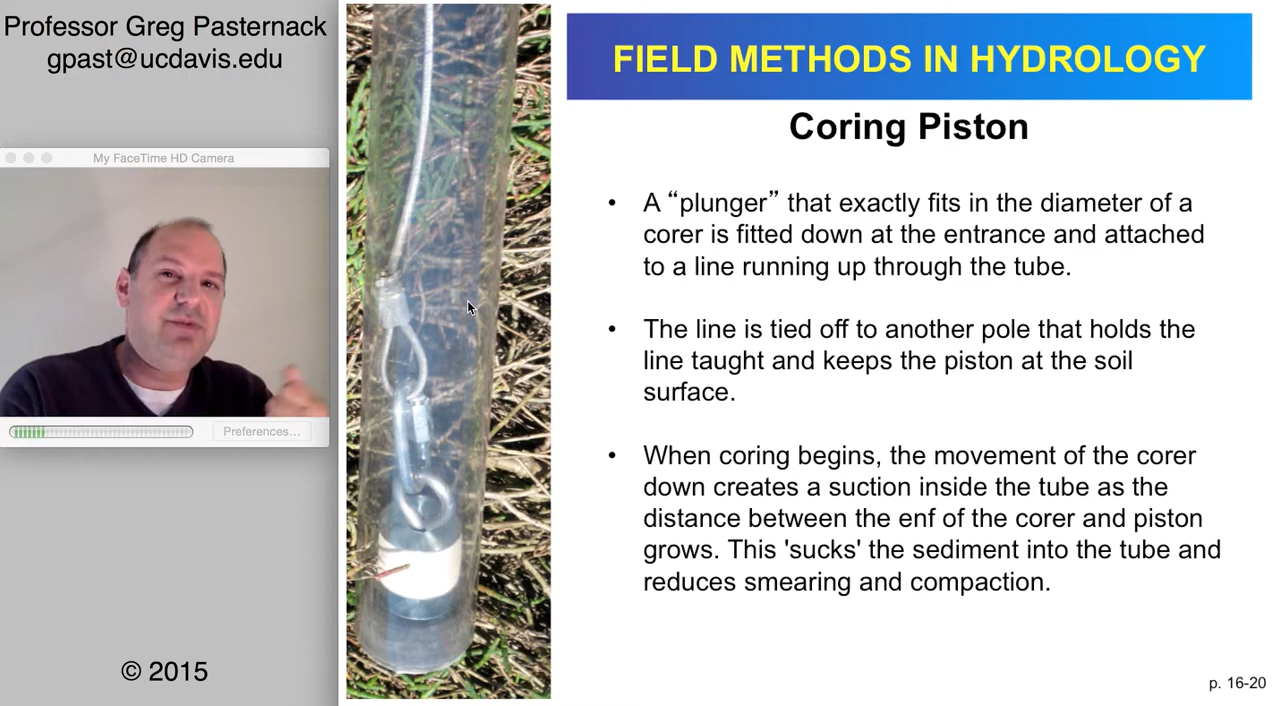 Professor Greg Pasternack
gpast@ucdavis.edu
My FaceTime HD Camera
Preferences...
© 2015
FIELD METHODS IN HYDROLOGY
Coring Piston
• A “plunger” that exactly fits in the diameter of a
corer is fitted down at the entrance and attached
to a line running up through the tube.
• The line is tied off to another pole that holds the
line taught and keeps the piston at the soil
surface.
• When coring begins, the movement of the corer
down creates a suction inside the tube as the
distance between the enf of the corer and piston
grows. This 'sucks' the sediment into the tube and
reduces smearing and compaction.
p. 16-20